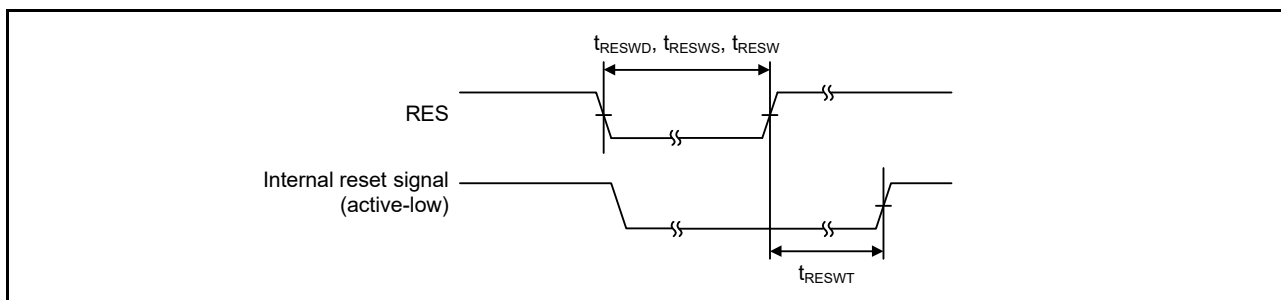 tRESWD, tRESWS, tRESW
RES
Internal reset signal
(active-low)
tRESWT